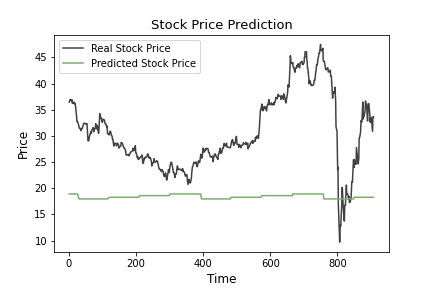 Stock Price Prediction
Real Stock Price
Predicted Stock Price
Price
45
40
35
30
25
20
15
10
0 200 400 600 800
Time